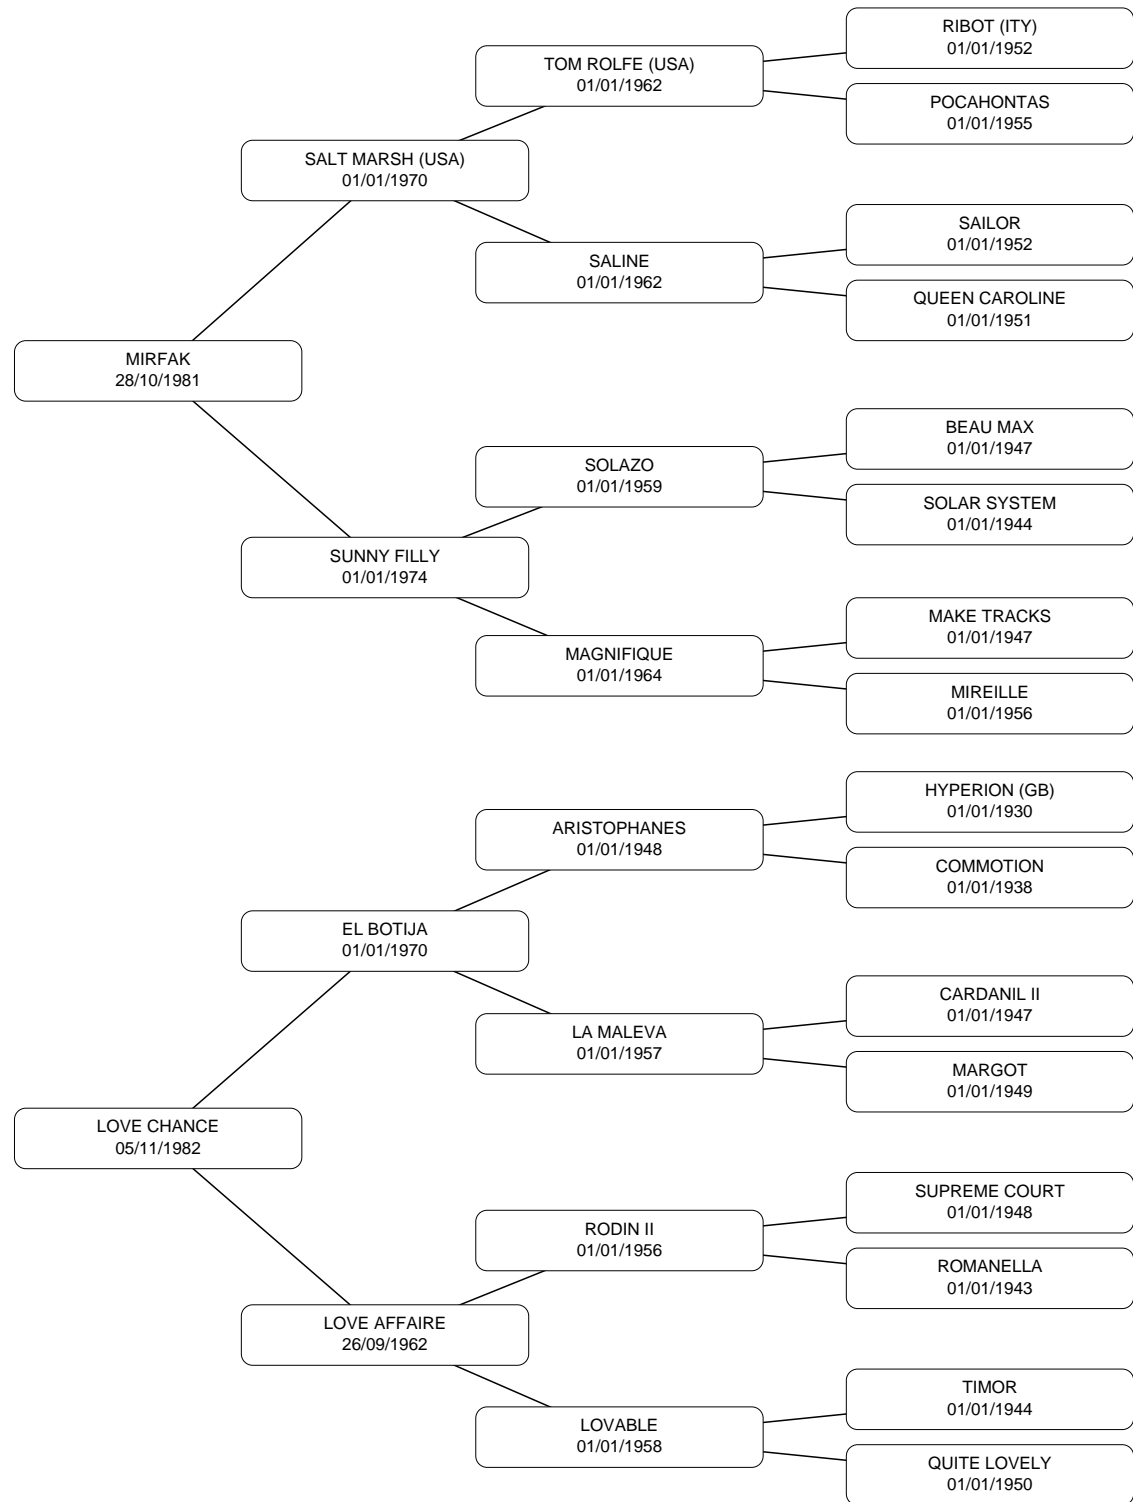 RIBOT (ITY)
01/01/1952
TOM ROLFE (USA)
01/01/1962
POCAHONTAS
01/01/1955
SALT MARSH (USA)
01/01/1970
SAILOR
01/01/1952
SALINE
01/01/1962
QUEEN CAROLINE
01/01/1951
MIRFAK
28/10/1981
BEAU MAX
01/01/1947
SOLAZO
01/01/1959
SOLAR SYSTEM
01/01/1944
SUNNY FILLY
01/01/1974
MAKE TRACKS
01/01/1947
MAGNIFIQUE
01/01/1964
MIREILLE
01/01/1956
HYPERION (GB)
01/01/1930
ARISTOPHANES
01/01/1948
COMMOTION
01/01/1938
EL BOTIJA
01/01/1970
CARDANIL II
01/01/1947
LA MALEVA
01/01/1957
MARGOT
01/01/1949
LOVE CHANCE
05/11/1982
SUPREME COURT
01/01/1948
RODIN II
01/01/1956
ROMANELLA
01/01/1943
LOVE AFFAIRE
26/09/1962
TIMOR
01/01/1944
LOVABLE
01/01/1958
QUITE LOVELY
01/01/1950